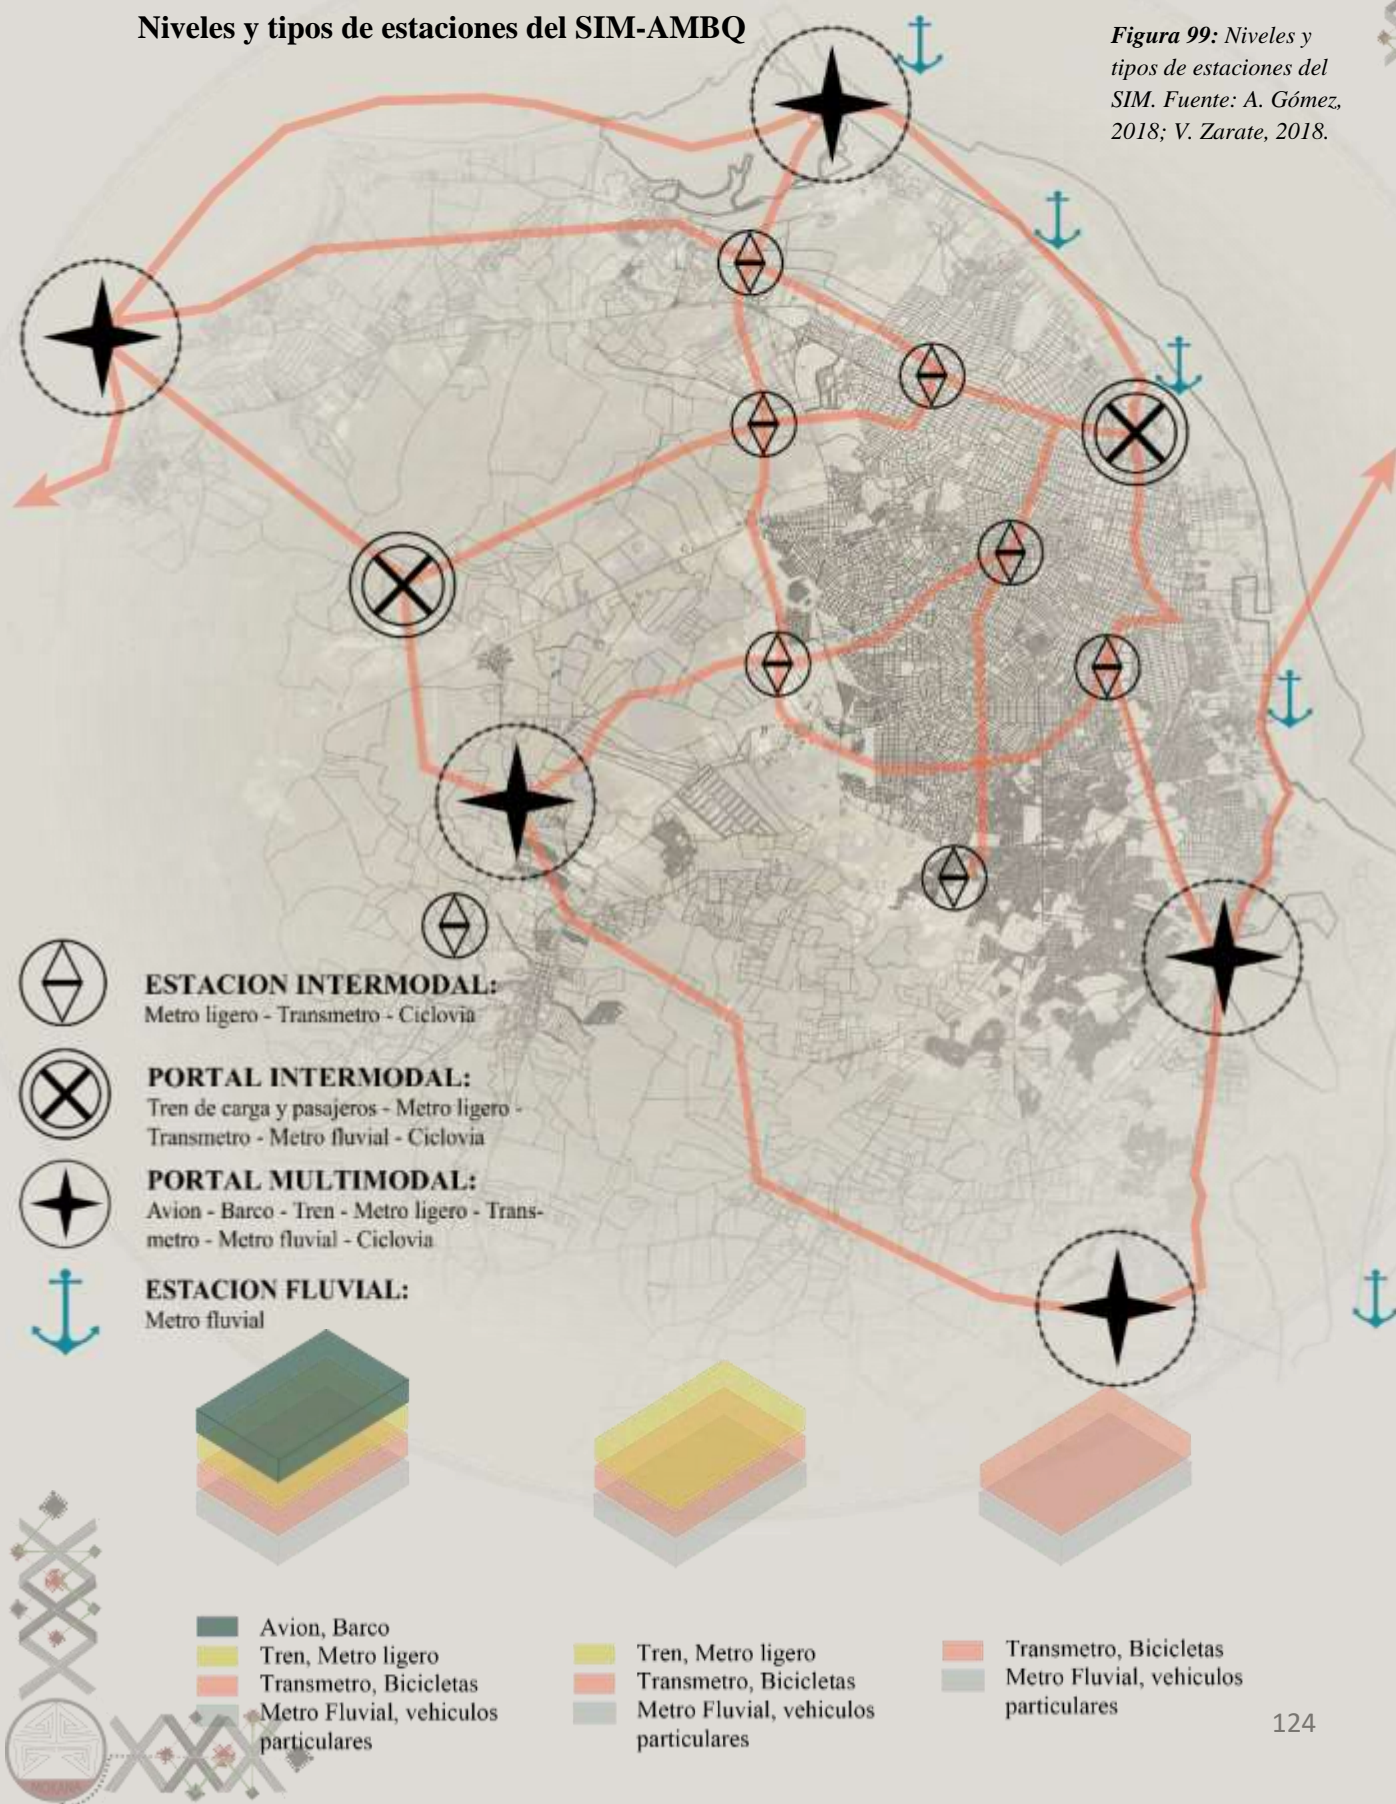 Niveles y tipos de estaciones del SIM-AMBQ
Figura 99: Niveles y
tipos de estaciones del
SIM. Fuente: A. Gómez,
2018; V. Zarate, 2018.
ESTACION INTERMODAL:
Metro ligero - Transmetro - Ciclovia
PORTAL INTERMODAL:
Tren de carga y pasajeros - Metro ligero -
Transmetro - Metro fluvial - Ciclovia
PORTAL MULTIMODAL:
Avion - Barco - Tren - Metro ligero - Trans-
metro - Metro fluvial - Ciclovia
ESTACION FLUVIAL:
Metro fluvial
Avion, Barco
Tren, Metro ligero
Transmetro, Bicicletas
Metro Fluvial, vehiculos
particulares
Tren, Metro ligero
Transmetro, Bicicletas
Metro Fluvial, vehiculos
particulares
Transmetro, Bicicletas
Metro Fluvial, vehiculos
particulares
124